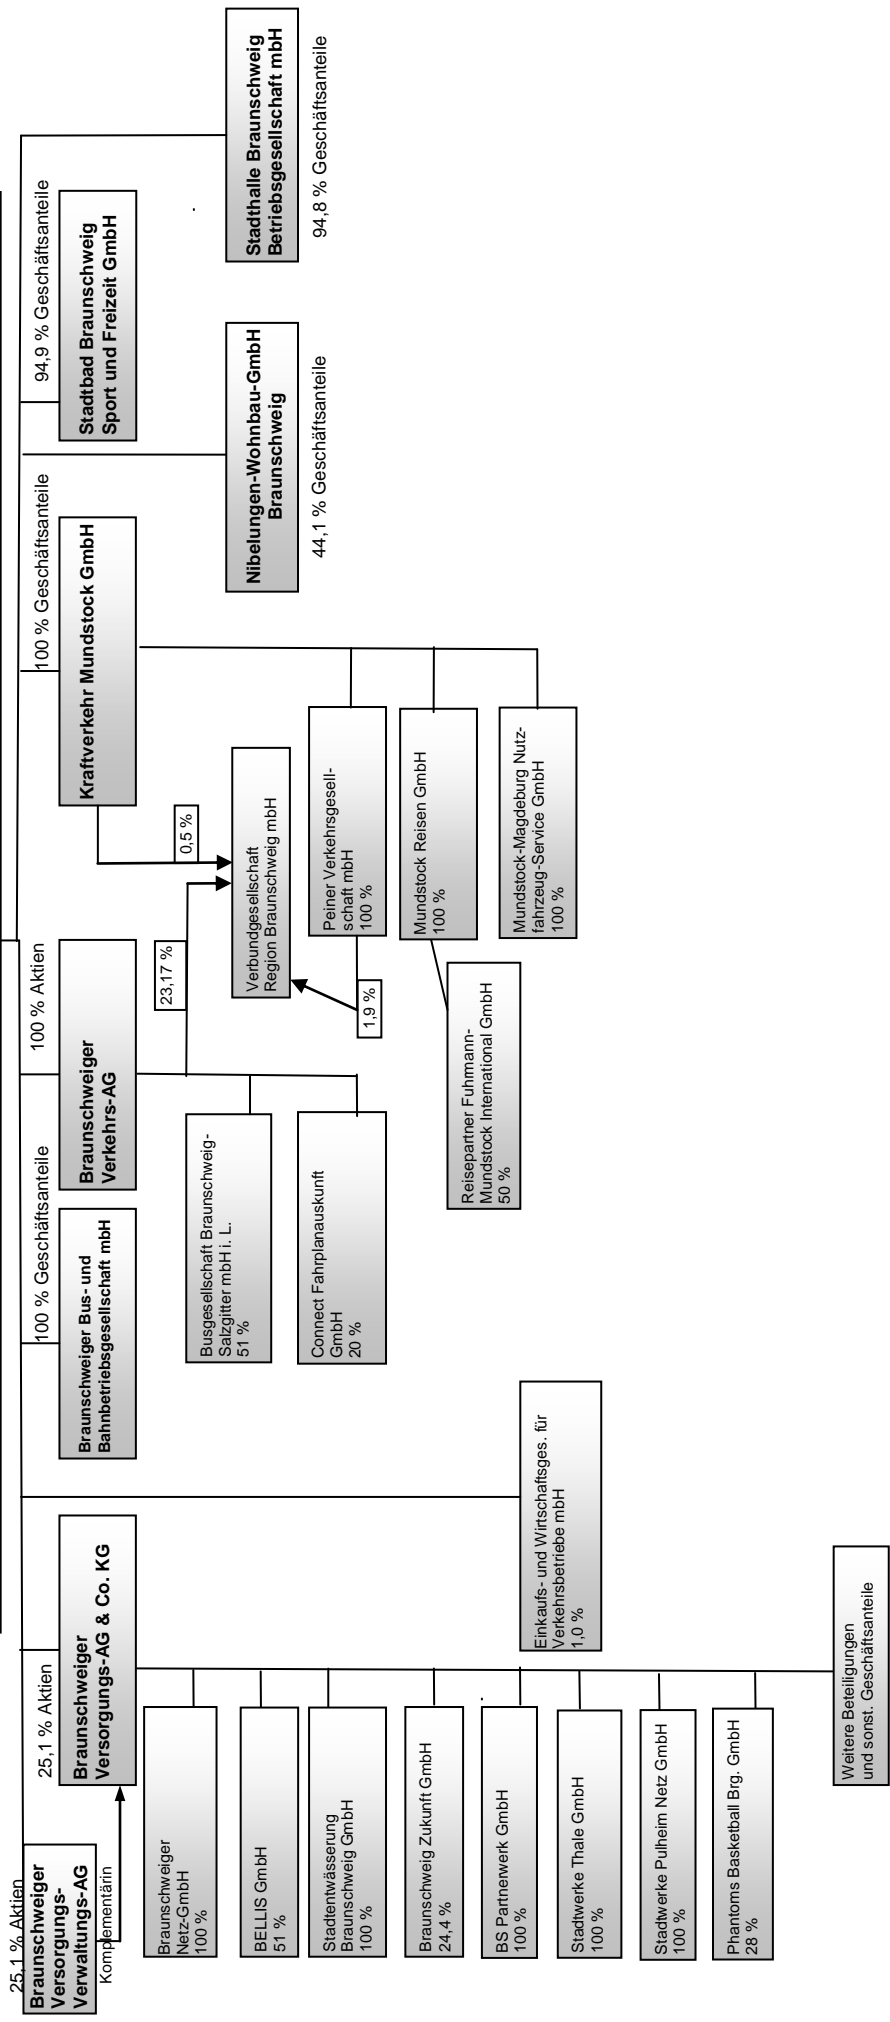 25,1 % Aktien
Braunschweiger
Versorgungs-
Verwaltungs-AG
Komplementärin
25,1 % Aktien
Braunschweiger
Versorgungs-AG & Co. KG
Braunschweiger
Netz-GmbH
100 %
BELLIS GmbH
51 %
Stadtentwässerung
Braunschweig GmbH
100 %
Braunschweig Zukunft GmbH
24,4 %
BS Partnerwerk GmbH
100 %
Stadtwerke Thale GmbH
100 %
Stadtwerke Pulheim Netz GmbH
100 %
Phantoms Basketball Brg. GmbH
28 %
Weitere Beteiligungen
und sonst. Geschäftsanteile
Einkaufs- und Wirtschaftsges. für
Verkehrsbetriebe mbH
1,0 %
100 % Geschäftsanteile
Braunschweiger Bus- und
Bahnbetriebsgesellschaft mbH
100 % Aktien
Braunschweiger
Verkehrs-AG
Busgesellschaft Braunschweig-
Salzgitter mbH i. L.
51 %
Connect Fahrplanauskunft
GmbH
20 %
23,17 %
0,5 %
Verbundgesellschaft
Region Braunschweig mbH
1,9 %
100 % Geschäftsanteile
Kraftverkehr Mundstock GmbH
Peiner Verkehrsgesell-
schaft mbH
100 %
Mundstock Reisen GmbH
100 %
Reisepartner Fuhrmann-
Mundstock International GmbH
50 %
Mundstock-Magdeburg Nutz-
fahrzeug-Service GmbH
100 %
Nibelungen-Wohnbau-GmbH
Braunschweig
44,1 % Geschäftsanteile
94,9 % Geschäftsanteile
Stadtbad Braunschweig
Sport und Freizeit GmbH
Stadthalle Braunschweig
Betriebsgesellschaft mbH
94,8 % Geschäftsanteile